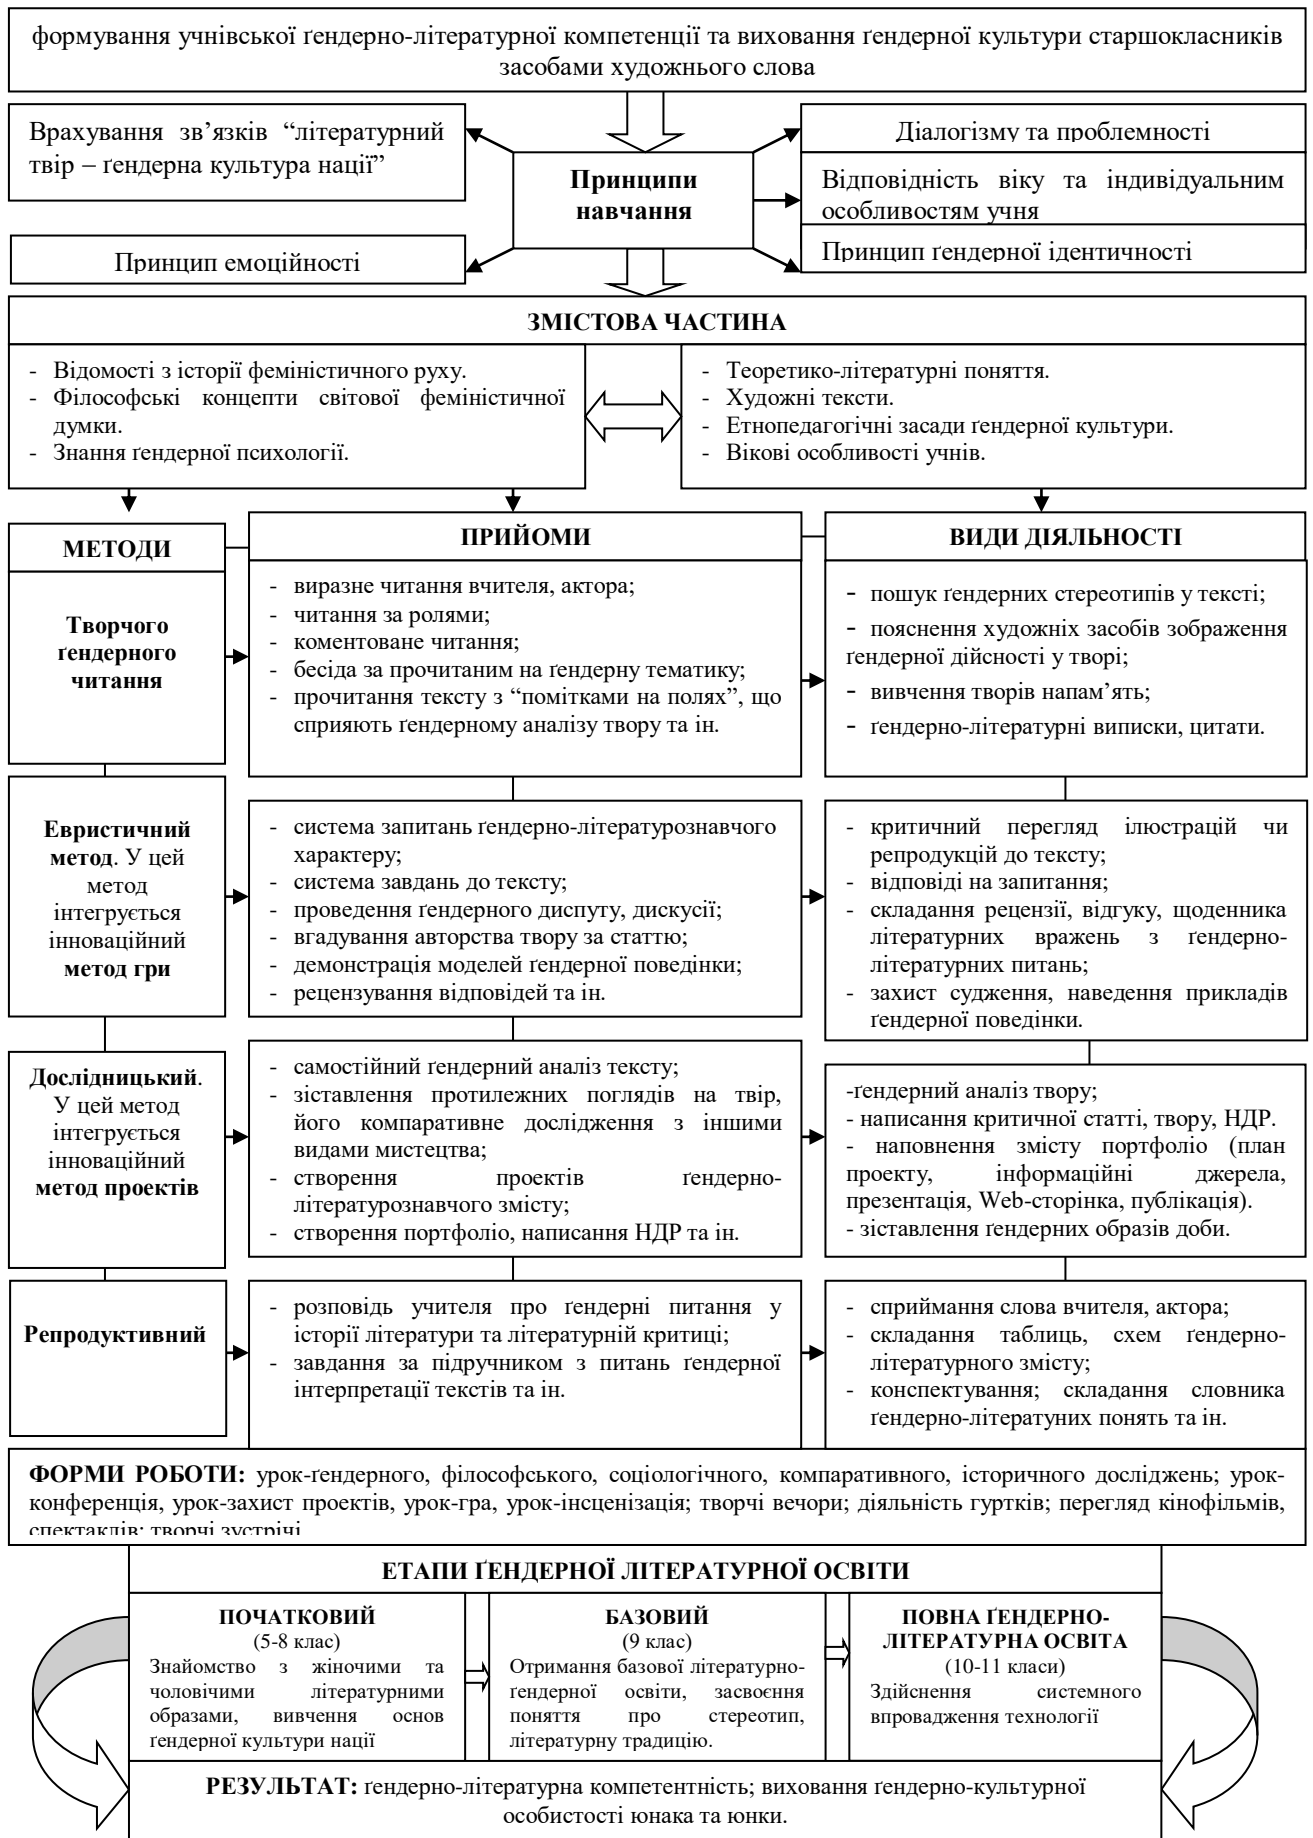 формування учнівської ґендерно-літературної компетенції та виховання ґендерної культури старшокласників
засобами художнього слова
Врахування зв’язків “літературний
твір – ґендерна культура нації”
Принцип емоційності
Принципи
навчання
Діалогізму та проблемності
Відповідність віку та індивідуальним
особливостям учня
Принцип ґендерної ідентичності
ЗМІСТОВА ЧАСТИНА
- Відомості з історії феміністичного руху.
- Філософські концепти світової феміністичної
думки.
- Знання ґендерної психології.
- Теоретико-літературні поняття.
- Художні тексти.
- Етнопедагогічні засади ґендерної культури.
- Вікові особливості учнів.
МЕТОДИ
ПРИЙОМИ
ВИДИ ДІЯЛЬНОСТІ
Творчого
ґендерного
читання
- виразне читання вчителя, актора;
- читання за ролями;
- коментоване читання;
- бесіда за прочитаним на ґендерну тематику;
- прочитання тексту з “помітками на полях”, що
сприяють ґендерному аналізу твору та ін.
- пошук ґендерних стереотипів у тексті;
- пояснення художніх засобів зображення
ґендерної дійсності у творі;
- вивчення творів напам’ять;
- ґендерно-літературні виписки, цитати.
Евристичний
метод. У цей
метод
інтегрується
інноваційний
метод гри
- система запитань ґендерно-літературознавчого
характеру;
- система завдань до тексту;
- проведення ґендерного диспуту, дискусії;
- вгадування авторства твору за статтю;
- демонстрація моделей ґендерної поведінки;
- рецензування відповідей та ін.
- критичний перегляд ілюстрацій чи
репродукцій до тексту;
- відповіді на запитання;
- складання рецензії, відгуку, щоденника
літературних вражень з ґендерно-
літературних питань;
- захист судження, наведення прикладів
ґендерної поведінки.
Дослідницький.
У цей метод
інтегрується
інноваційний
метод проектів
- самостійний ґендерний аналіз тексту;
- зіставлення протилежних поглядів на твір,
його компаративне дослідження з іншими
видами мистецтва;
- створення проектів ґендерно-
літературознавчого змісту;
- створення портфоліо, написання НДР та ін.
-ґендерний аналіз твору;
- написання критичної статті, твору, НДР.
- наповнення змісту портфоліо (план
проекту, інформаційні джерела,
презентація, Web-сторінка, публікація).
- зіставлення ґендерних образів доби.
Репродуктивний
- розповідь учителя про ґендерні питання у
історії літератури та літературній критиці;
- завдання за підручником з питань ґендерної
інтерпретації текстів та ін.
- сприймання слова вчителя, актора;
- складання таблиць, схем ґендерно-
літературного змісту;
- конспектування; складання словника
ґендерно-літератуних понять та ін.
ФОРМИ РОБОТИ: урок-ґендерного, філософського, соціологічного, компаративного, історичного досліджень; урок-
конференція, урок-захист проектів, урок-гра, урок-інсценізація; творчі вечори; діяльність гуртків; перегляд кінофільмів,
спектаклів; творчі зустрічі
ЕТАПИ ҐЕНДЕРНОЇ ЛІТЕРАТУРНОЇ ОСВІТИ
ПОЧАТКОВИЙ
(5-8 клас)
Знайомство з жіночими та
чоловічими літературними
образами, вивчення основ
ґендерної культури нації
БАЗОВИЙ
(9 клас)
Отримання базової літературно-
ґендерної освіти, засвоєння
поняття про стереотип,
літературну традицію.
ПОВНА ҐЕНДЕРНО-
ЛІТЕРАТУРНА ОСВІТА
(10-11 класи)
Здійснення системного
впровадження технології
РЕЗУЛЬТАТ: ґендерно-літературна компетентність; виховання ґендерно-культурної
особистості юнака та юнки.